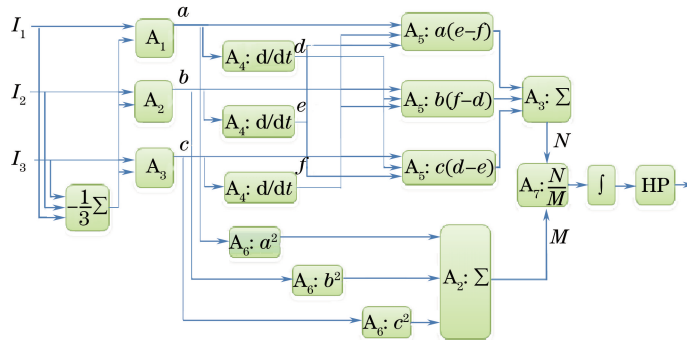 I₁
a
A₁
A₄: d/dt
d
A₅: a(e−f)
I₂
b
A₂
A₄: d/dt
e
A₅: b(f−d)
A₃: Σ
I₃
c
A₃
A₄: d/dt
f
A₅: c(d−e)
N
−1/3 Σ
A₇: N/M
∫
HP
M
A₆: a²
A₆: b²
A₂: Σ
A₆: c²